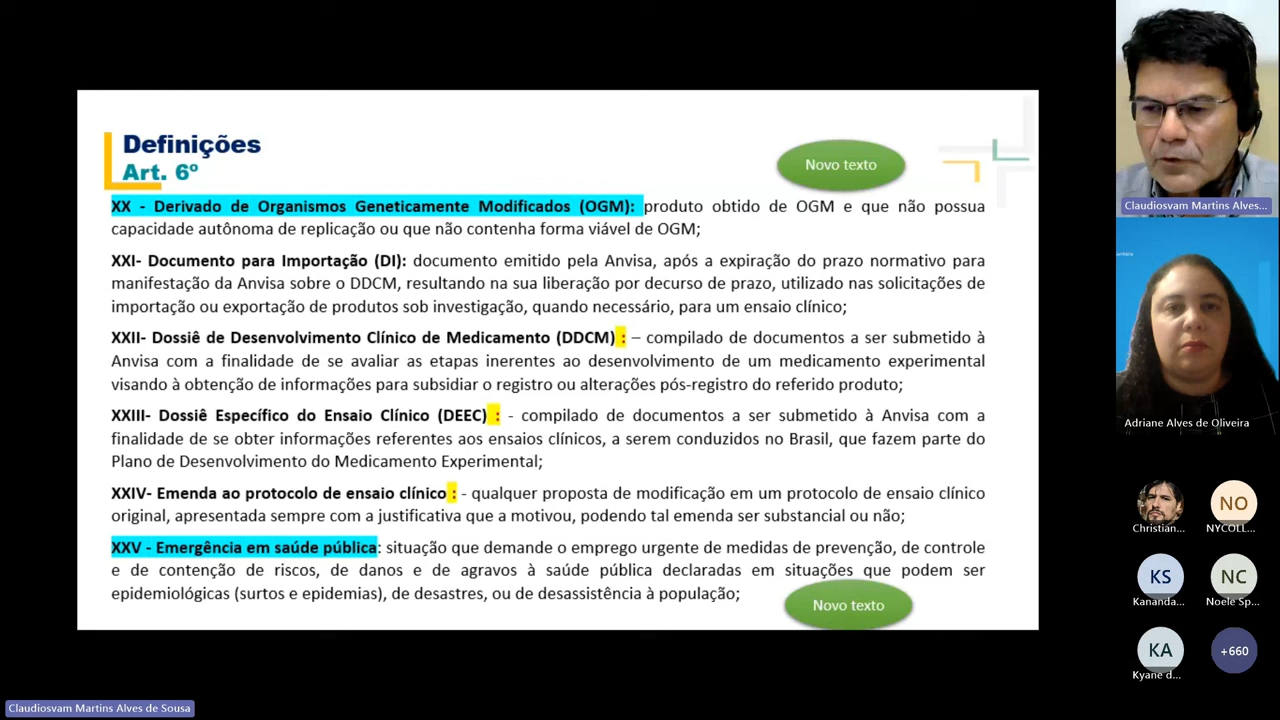 Definições
Art. 6º
Novo texto
XX - Derivado de Organismos Geneticamente Modificados (OGM): produto obtido de OGM e que não possua
capacidade autônoma de replicação ou que não contenha forma viável de OGM;
XXI- Documento para Importação (DI): documento emitido pela Anvisa, após a expiração do prazo normativo para
manifestação da Anvisa sobre o DDCM, resultando na sua liberação por decurso de prazo, utilizado nas solicitações de
importação ou exportação de produtos sob investigação, quando necessário, para um ensaio clínico;
XXII- Dossiê de Desenvolvimento Clínico de Medicamento (DDCM) : – compilado de documentos a ser submetido à
Anvisa com a finalidade de se avaliar as etapas inerentes ao desenvolvimento de um medicamento experimental
visando à obtenção de informações para subsidiar o registro ou alterações pós-registro do referido produto;
XXIII- Dossiê Específico do Ensaio Clínico (DEEC) : - compilado de documentos a ser submetido à Anvisa com a
finalidade de se obter informações referentes aos ensaios clínicos, a serem conduzidos no Brasil, que fazem parte do
Plano de Desenvolvimento do Medicamento Experimental;
XXIV- Emenda ao protocolo de ensaio clínico : - qualquer proposta de modificação em um protocolo de ensaio clínico
original, apresentada sempre com a justificativa que a motivou, podendo tal emenda ser substancial ou não;
XXV - Emergência em saúde pública: situação que demande o emprego urgente de medidas de prevenção, de controle
e de contenção de riscos, de danos e de agravos à saúde pública declaradas em situações que podem ser
epidemiológicas (surtos e epidemias), de desastres, ou de desassistência à população;
Novo texto
Claudiosvam Martins Alves de Sousa
Claudiosvam Martins Alves...
Adriane Alves de Oliveira
Christian...
NO
NYCOLL...
KS
Kananda...
NC
Noele Sp...
KA
Kyane d...
+660